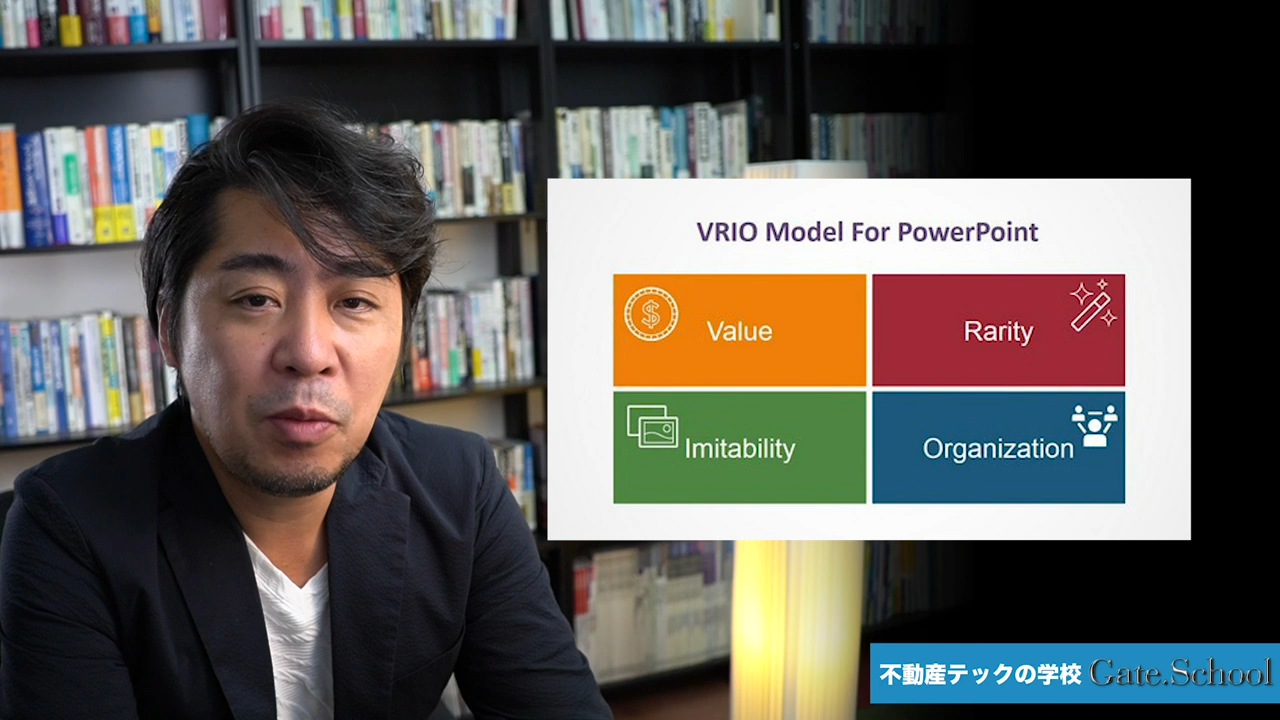 VRIO Model For PowerPoint
Value
Rarity
Imitability
Organization
不動産テックの学校 Gate.School